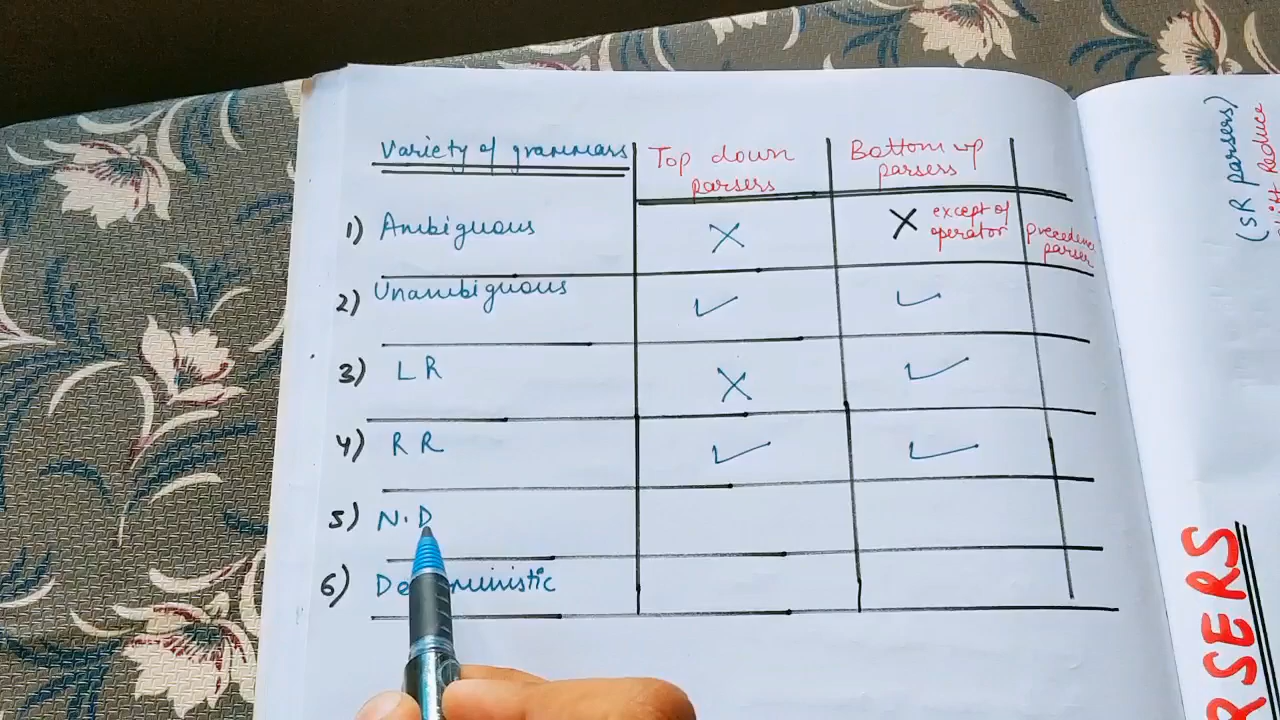 Variety of grammars
Top down
parsers
Bottom up
parsers
1) Ambiguous
X
X except of
operator
precedence
parser
2) Unambiguous
✓
✓
3) LR
X
✓
4) RR
✓
✓
5) N.D
6)
(SR parsers)
Reduce
RSERS